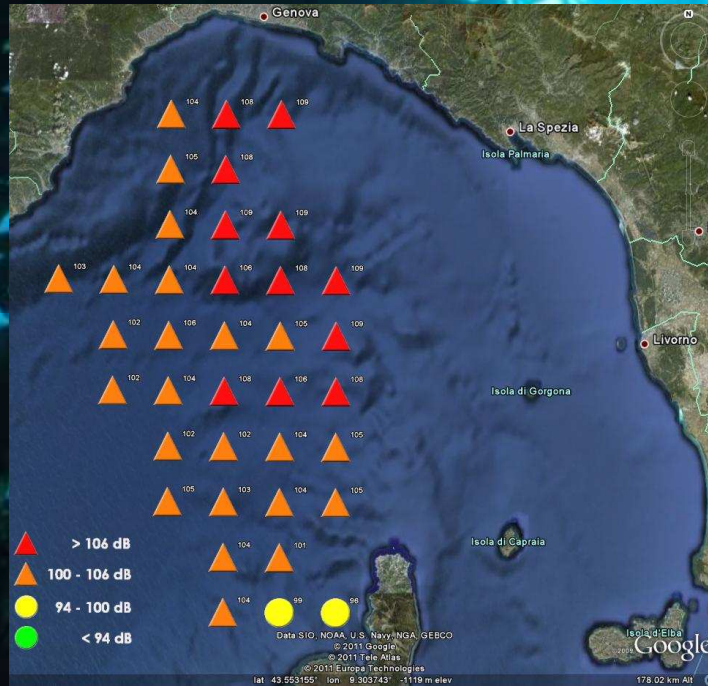 Genova
104 108 109
La Spezia
Isola Palmaria
105 108
104 109 109
103 104 104 106 108 109
102 106 104 105 109
Livorno
102 104 108 106 108
Isola di Gorgona
102 102 104 105
105 103 104 105
> 106 dB
104 101
Isola di Capraia
100 - 106 dB
94 - 100 dB
104 99 96
< 94 dB
Isola d'Elba
Data SIO, NOAA, U.S. Navy, NGA, GEBCO
© 2011 Google
© 2011 Tele Atlas
© 2011 Europa Technologies
©2009 Google
lat 43.553155° lon 9.303743° -1119 m elev
178.02 km Alt
N